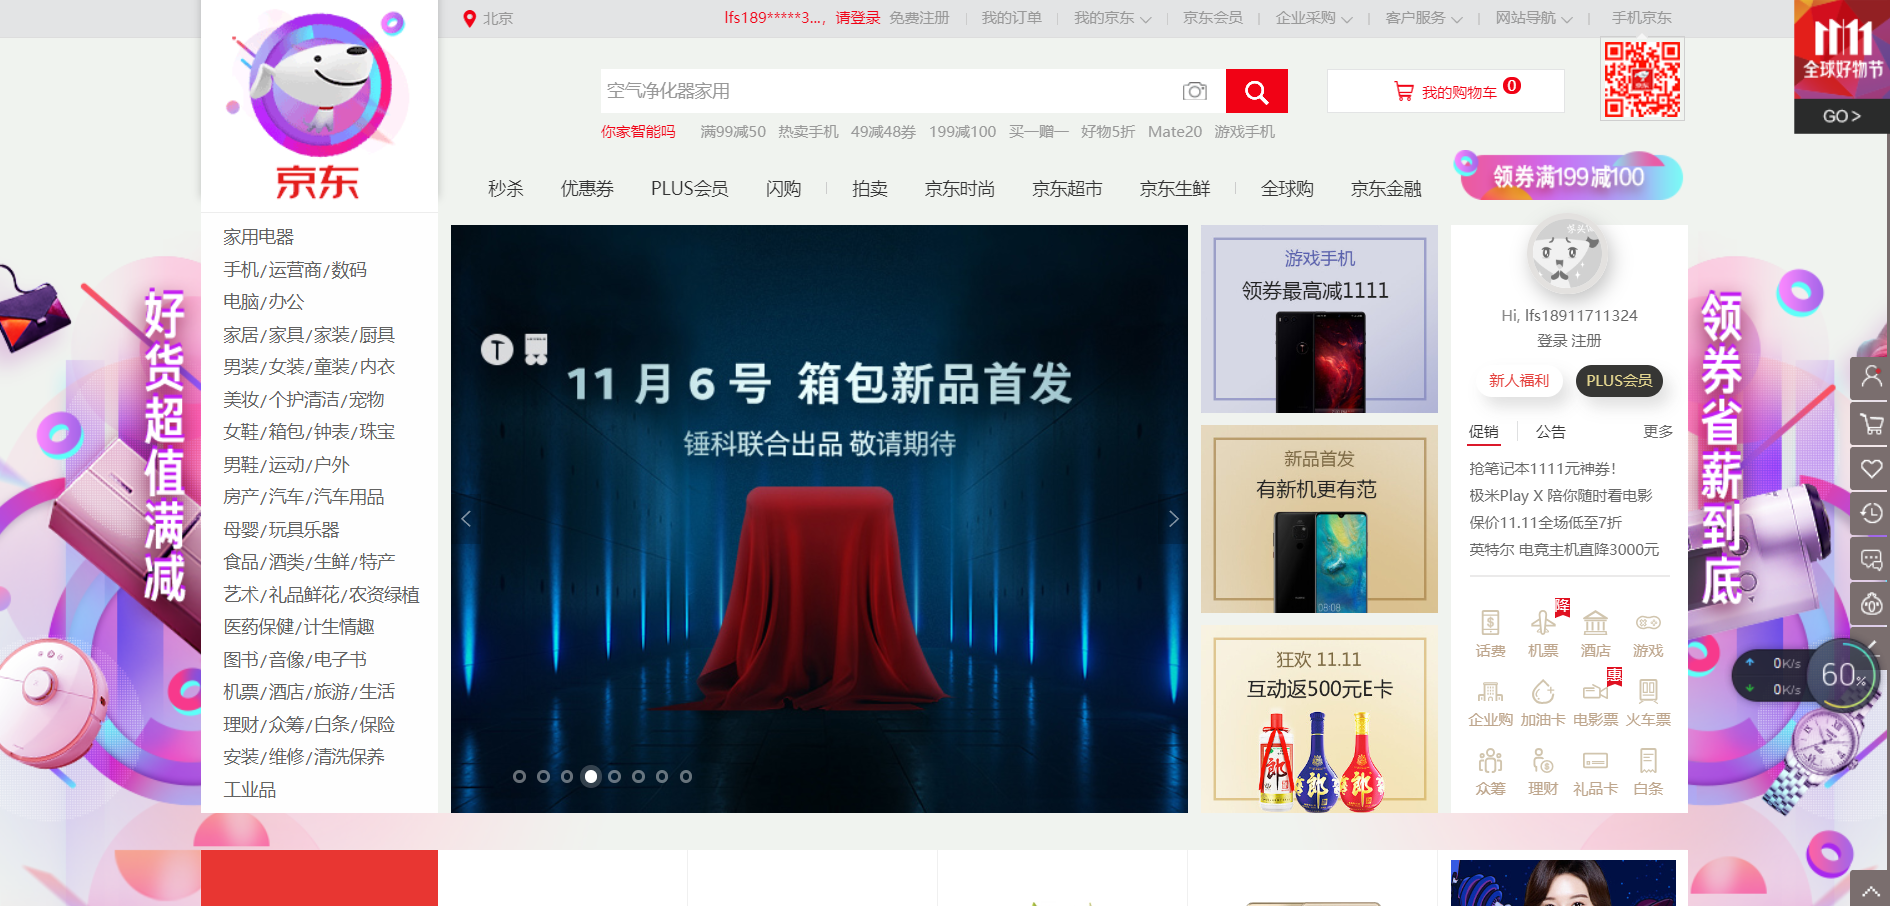 北京
lfs189*****3...，请登录 免费注册 我的订单 我的京东 京东会员 企业采购 客户服务 网站导航 手机京东
全球好物节
GO >
空气净化器家用
我的购物车 0
你家智能吗 满99减50 热卖手机 49减48券 199减100 买一赠一 好物5折 Mate20 游戏手机
京东
秒杀 优惠券 PLUS会员 闪购 拍卖 京东时尚 京东超市 京东生鲜 全球购 京东金融
领券满199减100
家用电器
手机/运营商/数码
电脑/办公
家居/家具/家装/厨具
男装/女装/童装/内衣
美妆/个护清洁/宠物
女鞋/箱包/钟表/珠宝
男鞋/运动/户外
房产/汽车/汽车用品
母婴/玩具乐器
食品/酒类/生鲜/特产
艺术/礼品鲜花/农资绿植
医药保健/计生情趣
图书/音像/电子书
机票/酒店/旅游/生活
理财/众筹/白条/保险
安装/维修/清洗保养
工业品
好货超值满减
11 月 6 号 箱包新品首发
锤科联合出品 敬请期待
游戏手机
领券最高减1111
新品首发
有新机更有范
08:08
狂欢 11.11
互动返500元E卡
郎
郎
郎
Hi, lfs18911711324
登录 注册
新人福利 PLUS会员
促销 公告 更多
抢笔记本1111元神券!
极米Play X 陪你随时看电影
保价11.11全场低至7折
英特尔 电竞主机直降3000元
降
话费 机票 酒店 游戏
惠
企业购 加油卡 电影票 火车票
众筹 理财 礼品卡 白条
领券省薪到底
0K/s
0K/s
60%